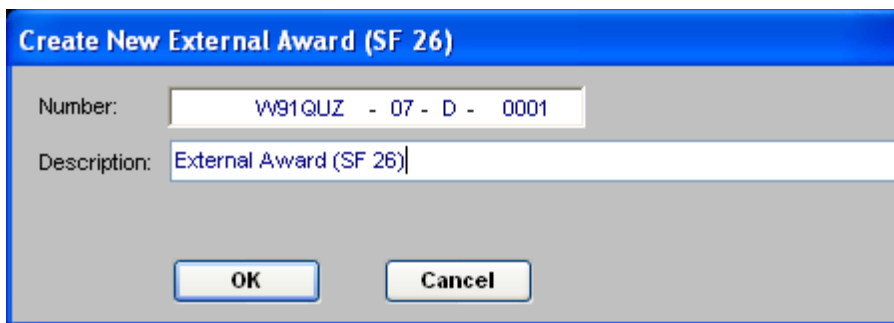 Create New External Award (SF 26)
Number: W91QUZ - 07 - D - 0001
Description: External Award (SF 26)
OK Cancel